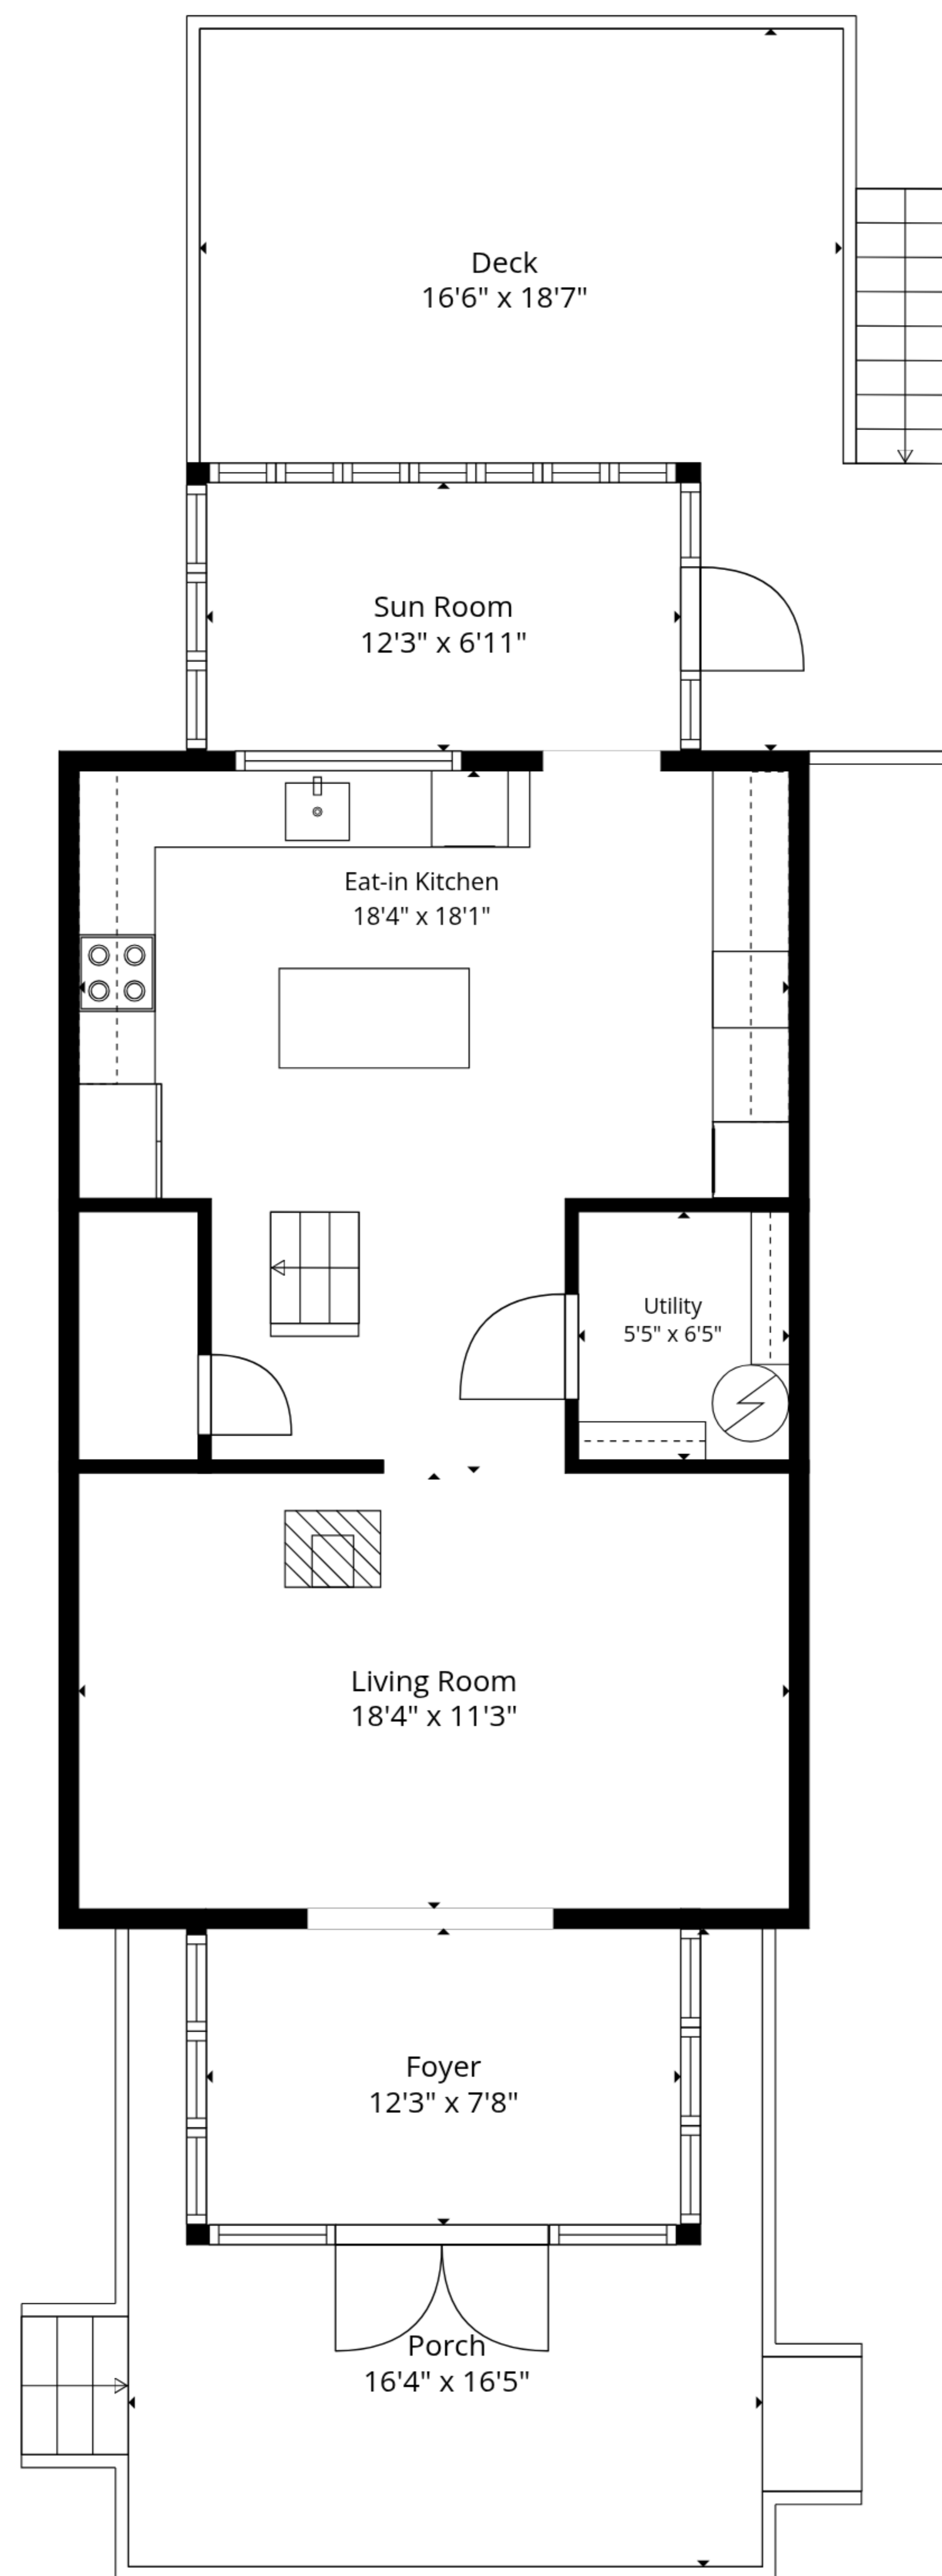 Deck
16'6" x 18'7"
Sun Room
12'3" x 6'11"
Eat-in Kitchen
18'4" x 18'1"
Utility
5'5" x 6'5"
Living Room
18'4" x 11'3"
Foyer
12'3" x 7'8"
Porch
16'4" x 16'5"